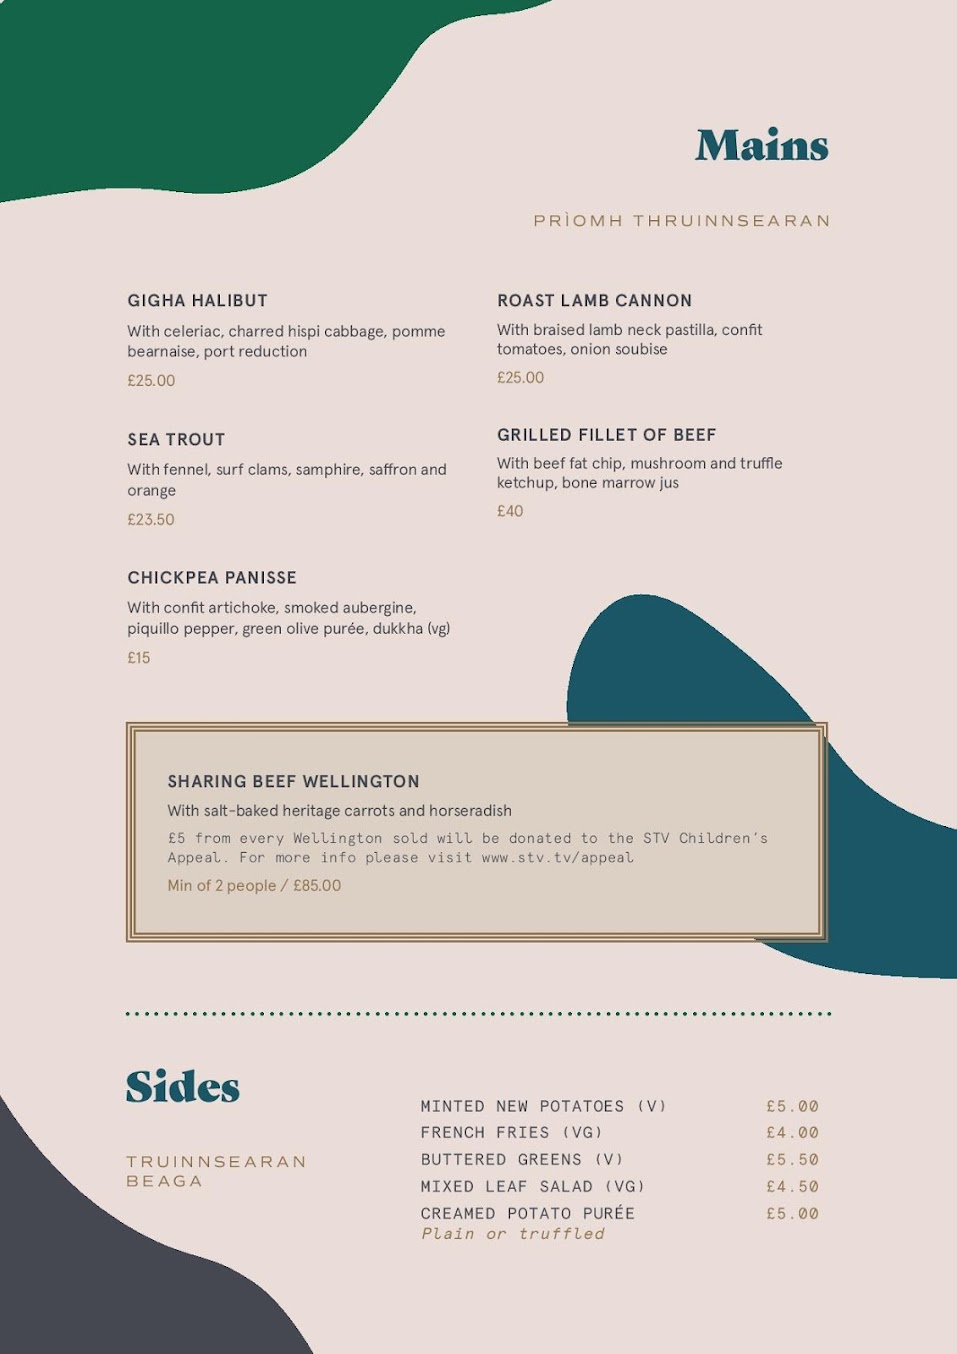 Mains
PRÌOMH THRUINNSEARAN
GIGHA HALIBUT
With celeriac, charred hispi cabbage, pomme
bearnaise, port reduction
£25.00
SEA TROUT
With fennel, surf clams, samphire, saffron and
orange
£23.50
CHICKPEA PANISSE
With confit artichoke, smoked aubergine,
piquillo pepper, green olive purée, dukkha (vg)
£15
ROAST LAMB CANNON
With braised lamb neck pastilla, confit
tomatoes, onion soubise
£25.00
GRILLED FILLET OF BEEF
With beef fat chip, mushroom and truffle
ketchup, bone marrow jus
£40
SHARING BEEF WELLINGTON
With salt-baked heritage carrots and horseradish
£5 from every Wellington sold will be donated to the STV Children's
Appeal. For more info please visit www.stv.tv/appeal
Min of 2 people / £85.00
Sides
TRUINNSEARAN
BEAGA
MINTED NEW POTATOES (V) £5.00
FRENCH FRIES (VG) £4.00
BUTTERED GREENS (V) £5.50
MIXED LEAF SALAD (VG) £4.50
CREAMED POTATO PURÉE £5.00
Plain or truffled